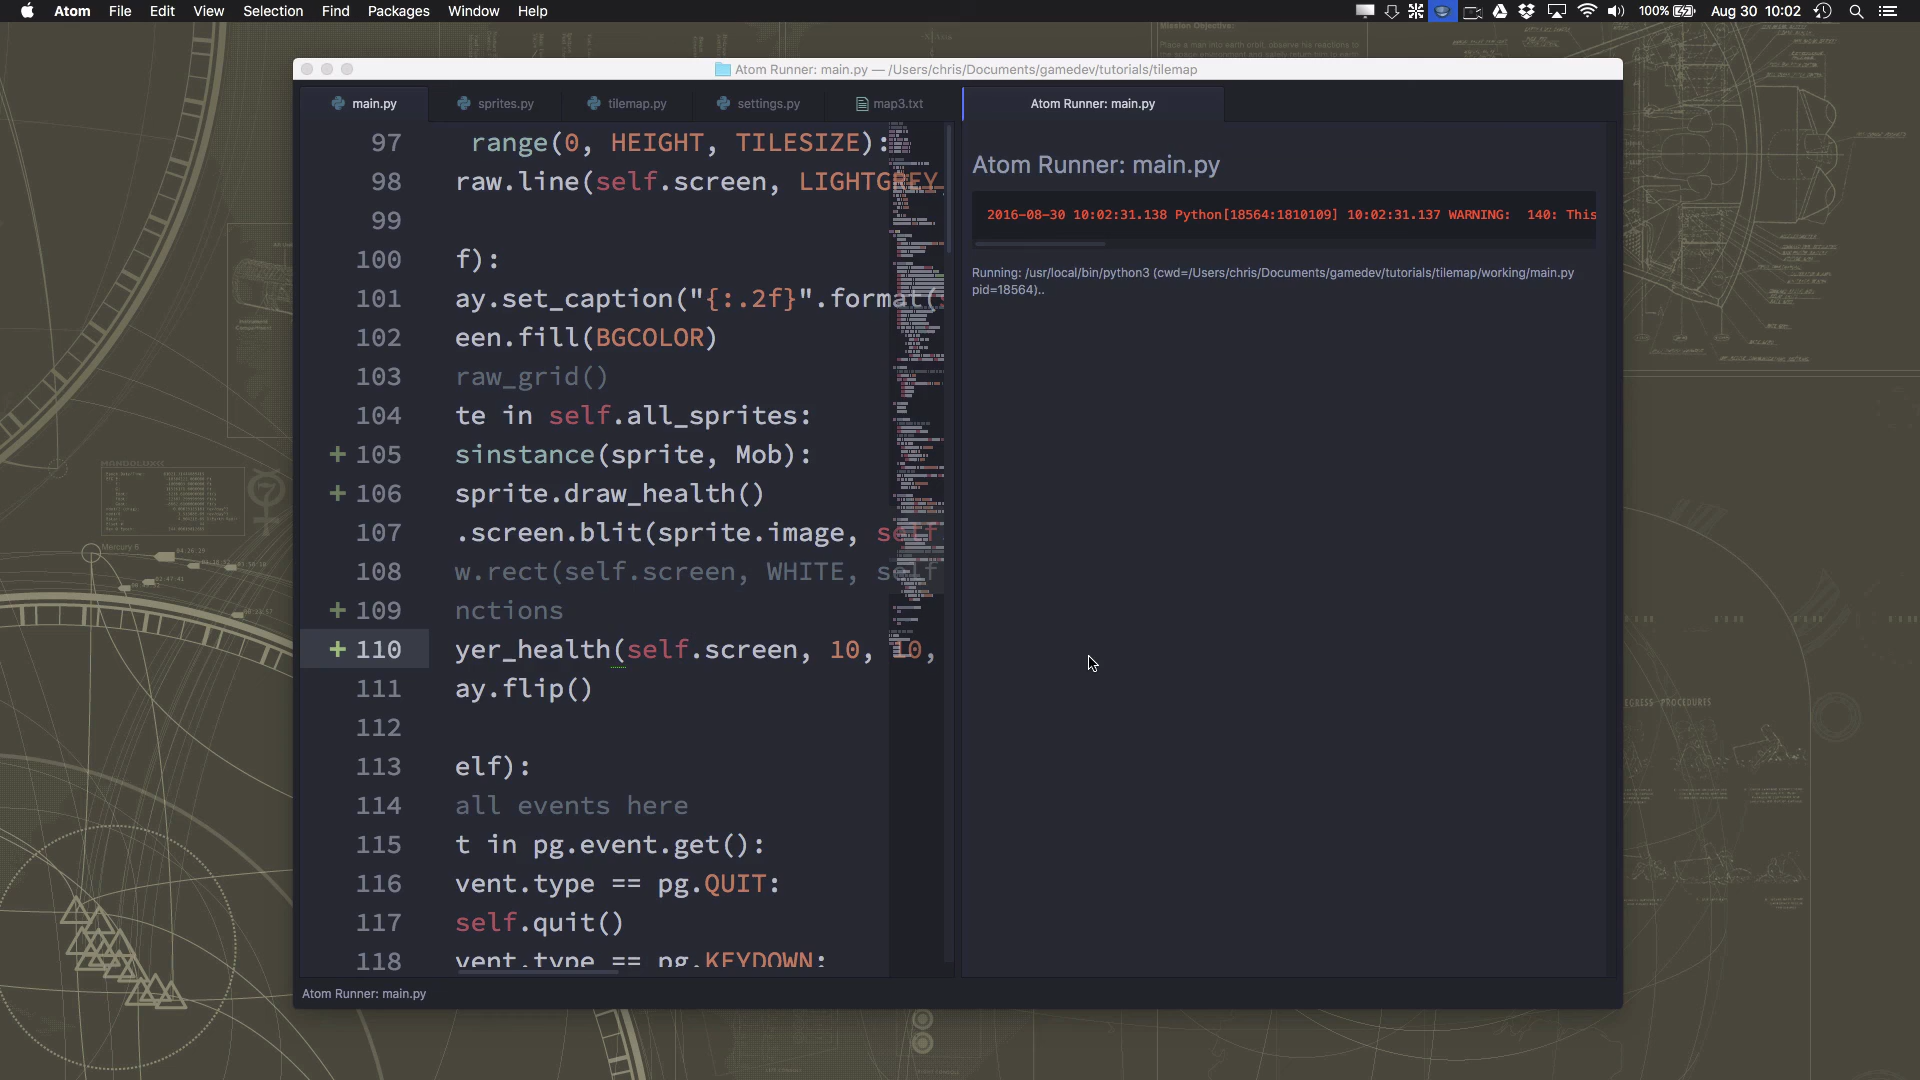 Atom File Edit View Selection Find Packages Window Help
100% Aug 30 10:02
Atom Runner: main.py — /Users/chris/Documents/gamedev/tutorials/tilemap
main.py sprites.py tilemap.py settings.py map3.txt Atom Runner: main.py
97 range(0, HEIGHT, TILESIZE):
98 raw.line(self.screen, LIGHTGREY
99
100 f):
101 ay.set_caption("{:.2f}".format(
102 een.fill(BGCOLOR)
103 raw_grid()
104 te in self.all_sprites:
+ 105 sinstance(sprite, Mob):
+ 106 sprite.draw_health()
107 .screen.blit(sprite.image, self.
108 w.rect(self.screen, WHITE, self
+ 109 nctions
+ 110 yer_health(self.screen, 10, 10,
111 ay.flip()
112
113 elf):
114 all events here
115 t in pg.event.get():
116 vent.type == pg.QUIT:
117 self.quit()
118 vent.type == pg.KEYDOWN:
Atom Runner: main.py
2016-08-30 10:02:31.138 Python[18564:1810109] 10:02:31.137 WARNING: 140: This
Running: /usr/local/bin/python3 (cwd=/Users/chris/Documents/gamedev/tutorials/tilemap/working/main.py
pid=18564)..
Atom Runner: main.py
Mission Objective:
Mercury 6
EGRESS PROCEDURES